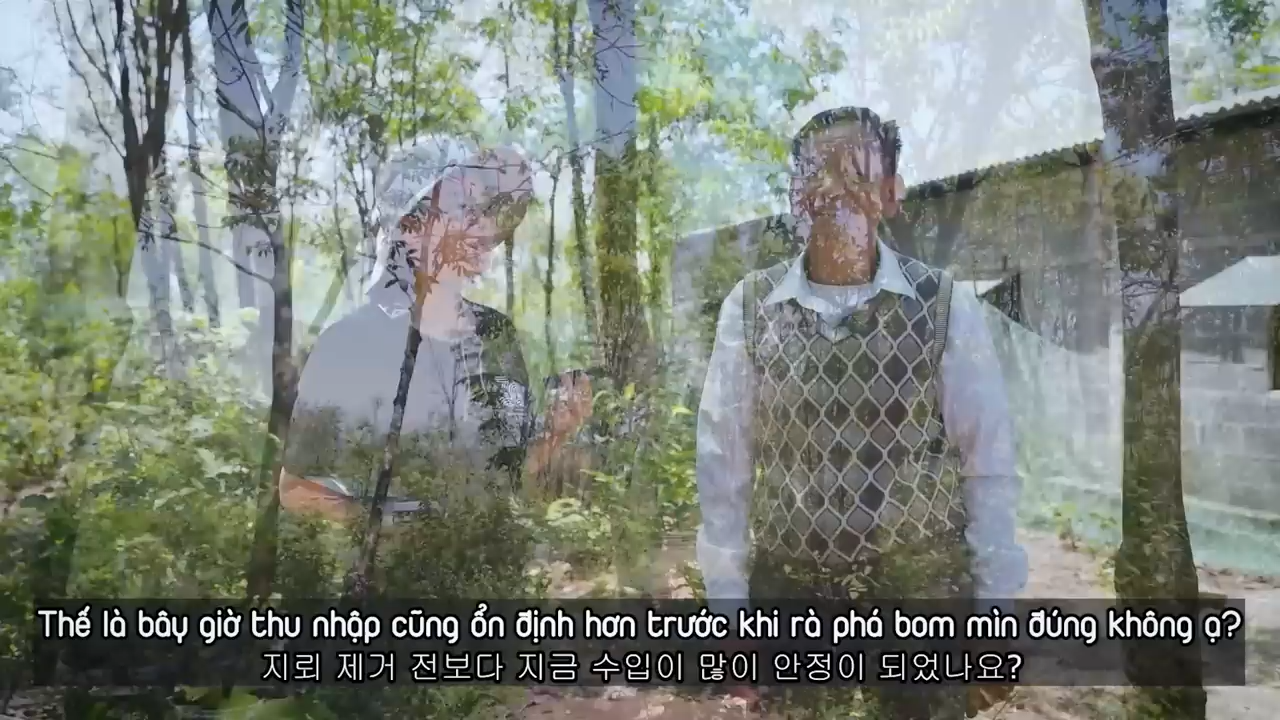 Thế là bây giờ thu nhập cũng ổn định hơn trước khi rà phá bom mìn đúng không ạ?
지뢰 제거 전보다 지금 수입이 많이 안정이 되었나요?